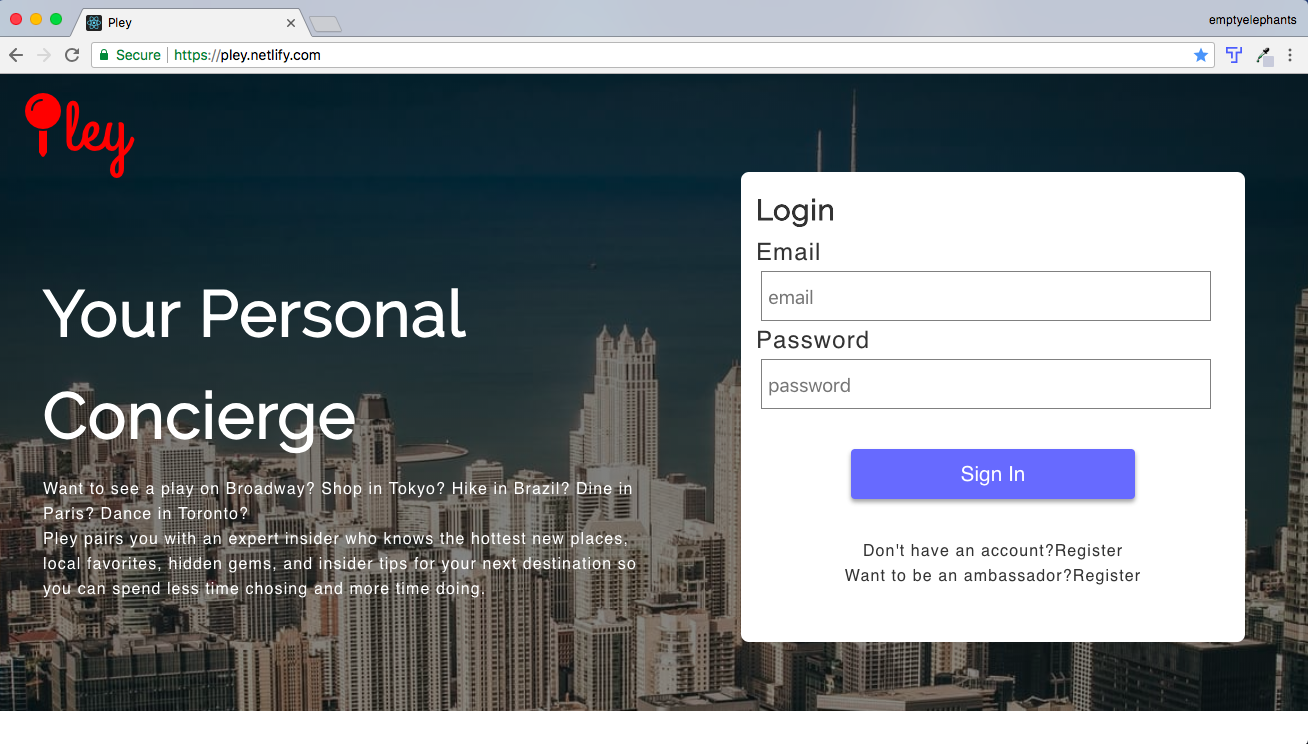 Pley
emptyelephants
Secure
https://pley.netlify.com
Pley
Your Personal
Concierge
Want to see a play on Broadway? Shop in Tokyo? Hike in Brazil? Dine in
Paris? Dance in Toronto?
Pley pairs you with an expert insider who knows the hottest new places,
local favorites, hidden gems, and insider tips for your next destination so
you can spend less time chosing and more time doing.
Login
Email
email
Password
password
Sign In
Don't have an account?Register
Want to be an ambassador?Register